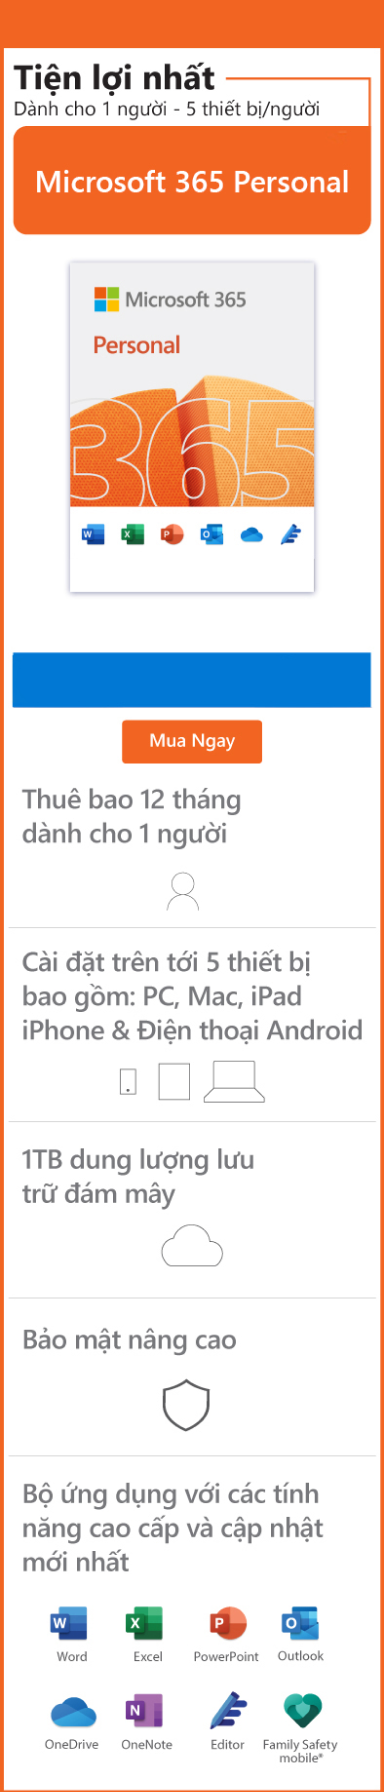 Tiện lợi nhất
Dành cho 1 người - 5 thiết bị/người
Microsoft 365 Personal
Microsoft 365
Personal
365
Mua Ngay
Thuê bao 12 tháng
dành cho 1 người
Cài đặt trên tới 5 thiết bị
bao gồm: PC, Mac, iPad
iPhone & Điện thoại Android
1TB dung lượng lưu
trữ đám mây
Bảo mật nâng cao
Bộ ứng dụng với các tính
năng cao cấp và cập nhật
mới nhất
Word Excel PowerPoint Outlook
OneDrive OneNote Editor Family Safety
mobile*